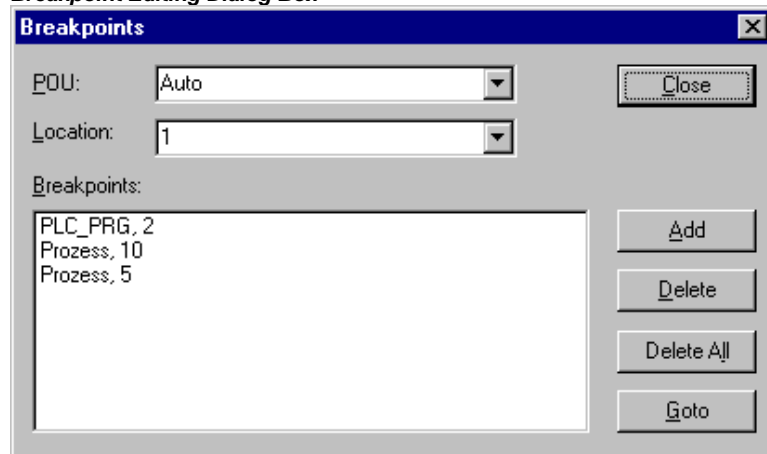 Breakpoint Editing Dialog Box
Breakpoints
POU:
Auto
Close
Location:
1
Breakpoints:
PLC_PRG, 2
Prozess, 10
Prozess, 5
Add
Delete
Delete All
Goto